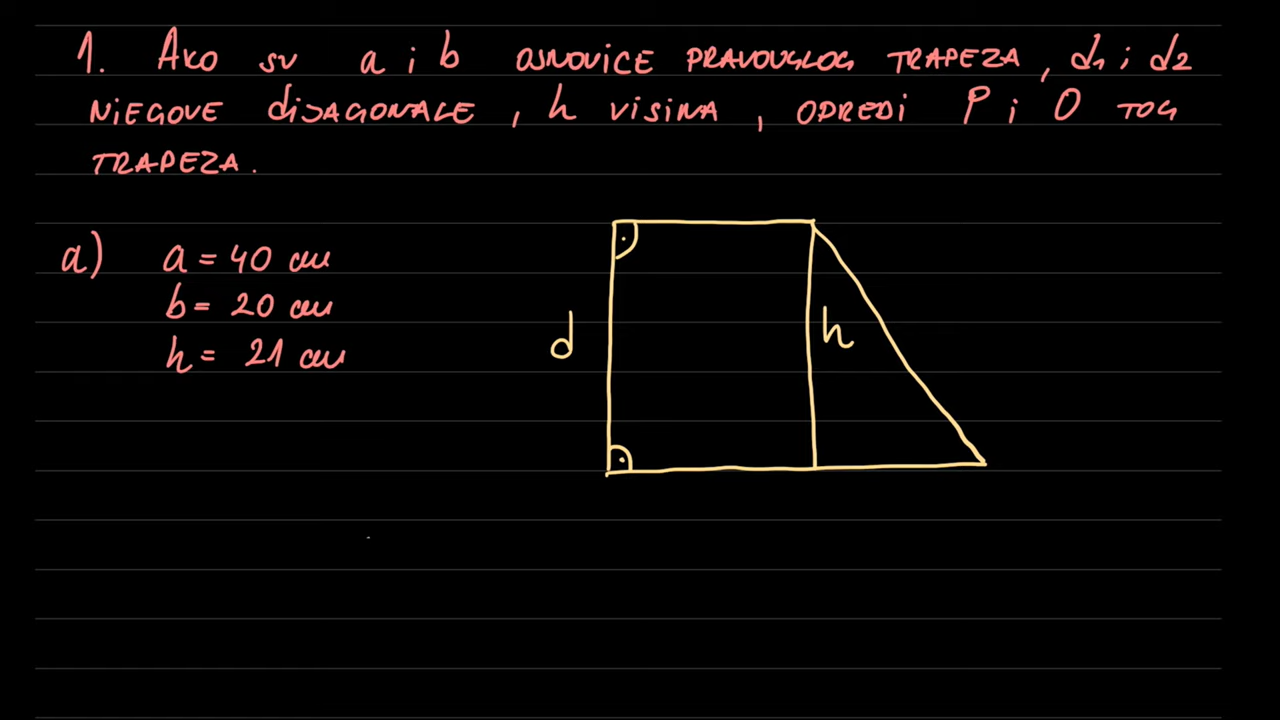 1. AKO SU a i b OSNOVICE PRAVOUGLOG TRAPEZA, d1 i d2
NJEGOVE DIJAGONALE, h VISINA, ODREDI P i O TOG
TRAPEZA.
a) a = 40 cm
b = 20 cm
h = 21 cm
d
h